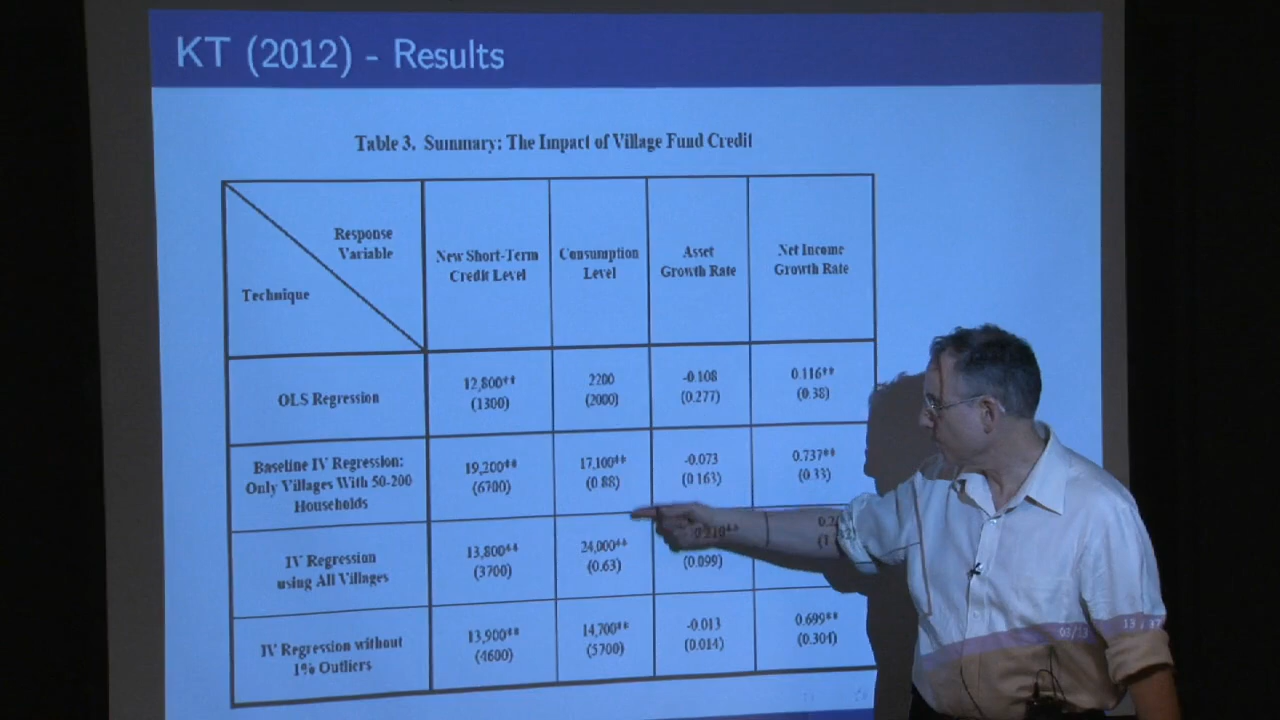 KT (2012) - Results
Table 3. Summary: The Impact of Village Fund Credit
Response
Variable
Technique
New Short-Term
Credit Level
Consumption
Level
Asset
Growth Rate
Net Income
Growth Rate
OLS Regression
12,800**
(1300)
2200
(2000)
-0.108
(0.277)
0.116**
(0.38)
Baseline IV Regression:
Only Villages With 50-200
Households
19,200**
(6700)
17,100**
(0.88)
-0.073
(0.163)
0.737**
(0.33)
IV Regression
using All Villages
13,800**
(3700)
24,000**
(0.63)
(0.099)
IV Regression without
1% Outliers
13,900**
(4600)
14,700**
(5700)
-0.013
(0.014)
0.699**
(0.304)
13 / 37